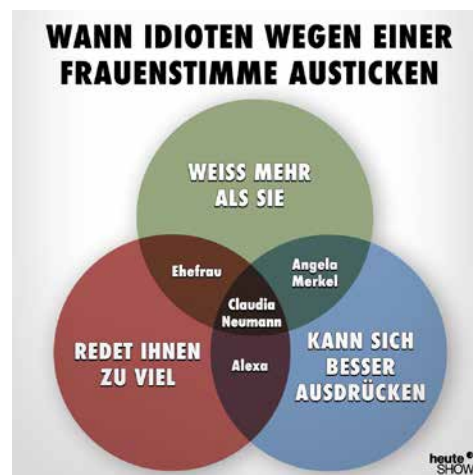 WANN IDIOTEN WEGEN EINER
FRAUENSTIMME AUSTICKEN
WEISS MEHR
ALS SIE
Ehefrau
Angela
Merkel
Claudia
Neumann
REDET IHNEN
ZU VIEL
Alexa
KANN SICH
BESSER
AUSDRÜCKEN
heute
SHOW